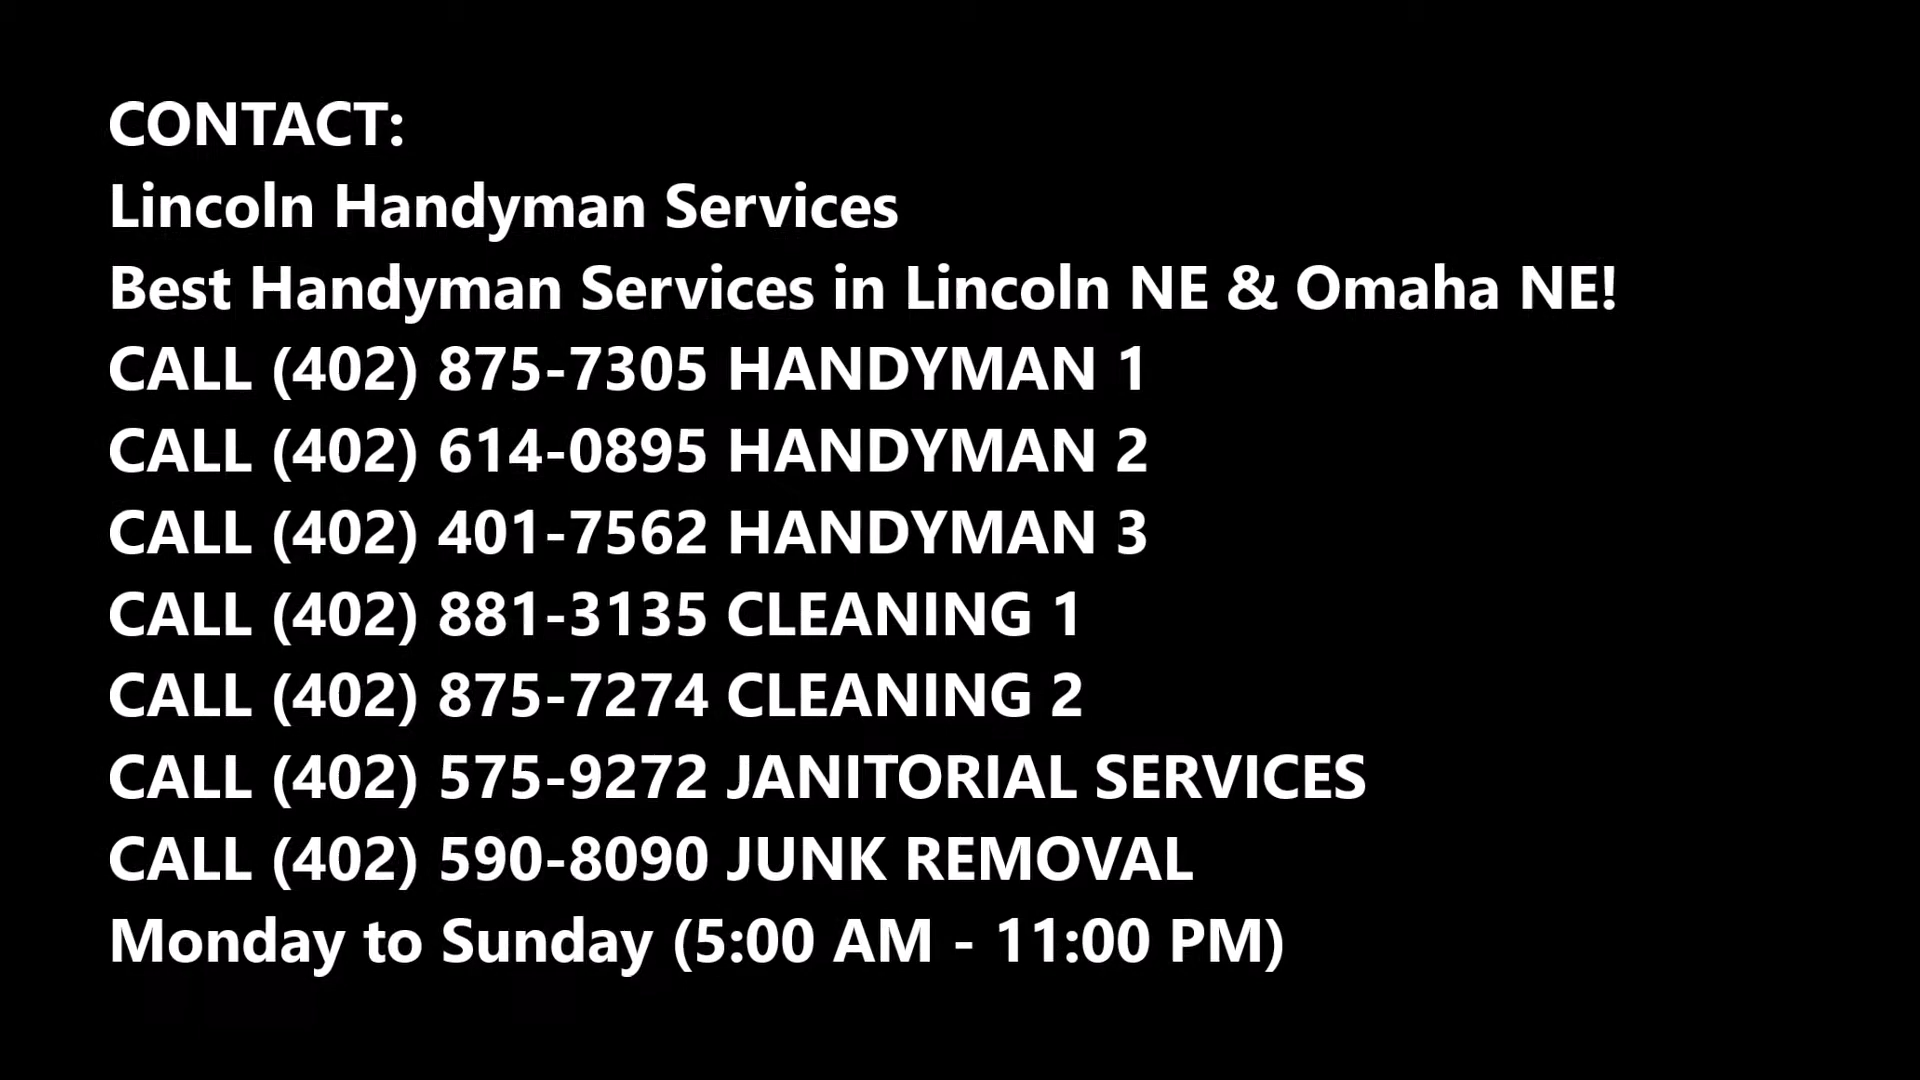 CONTACT:
Lincoln Handyman Services
Best Handyman Services in Lincoln NE & Omaha NE!
CALL (402) 875-7305 HANDYMAN 1
CALL (402) 614-0895 HANDYMAN 2
CALL (402) 401-7562 HANDYMAN 3
CALL (402) 881-3135 CLEANING 1
CALL (402) 875-7274 CLEANING 2
CALL (402) 575-9272 JANITORIAL SERVICES
CALL (402) 590-8090 JUNK REMOVAL
Monday to Sunday (5:00 AM - 11:00 PM)